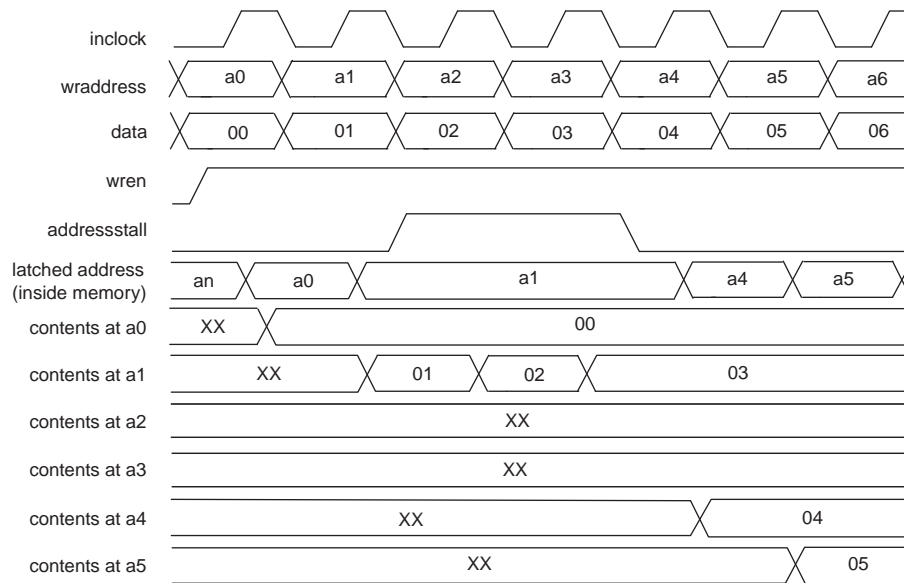 inclock
wraddress a0 a1 a2 a3 a4 a5 a6
data 00 01 02 03 04 05 06
wren
addressstall
latched address
(inside memory) an a0 a1 a4 a5
contents at a0 XX 00
contents at a1 XX 01 02 03
contents at a2 XX
contents at a3 XX
contents at a4 XX 04
contents at a5 XX 05